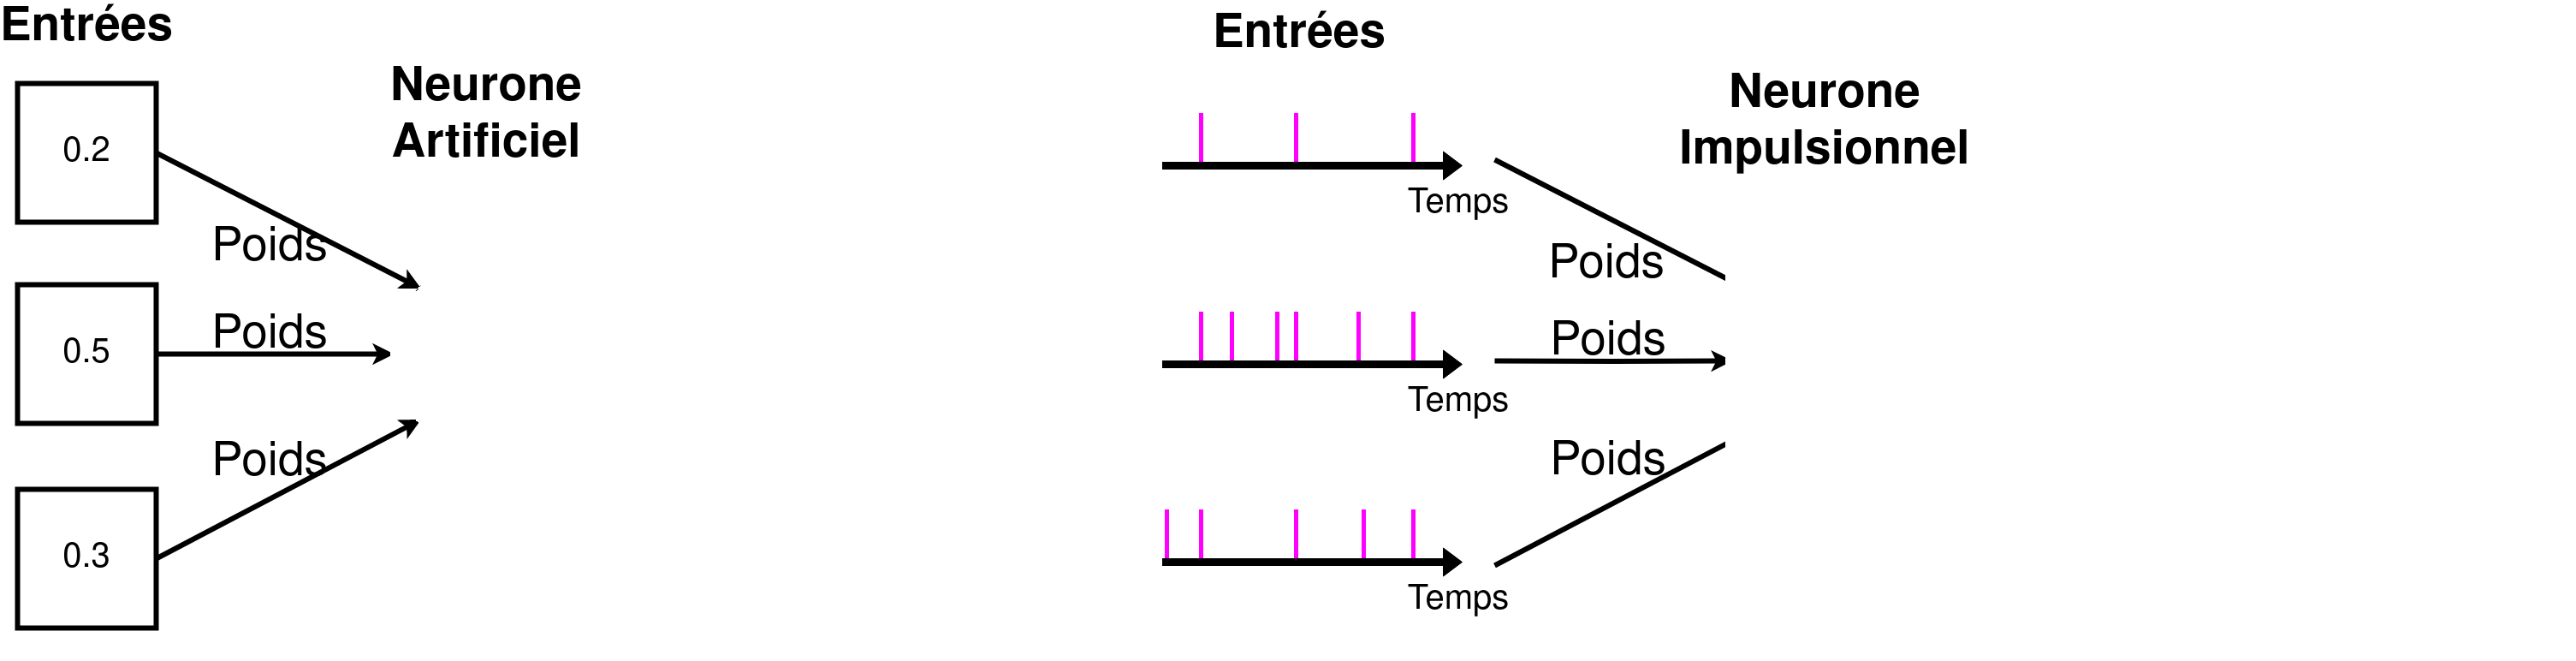 Entrées
Neurone
Artificiel
0.2
Poids
Poids
0.5
Poids
0.3
Entrées
Neurone
Impulsionnel
Temps
Poids
Poids
Temps
Poids
Temps